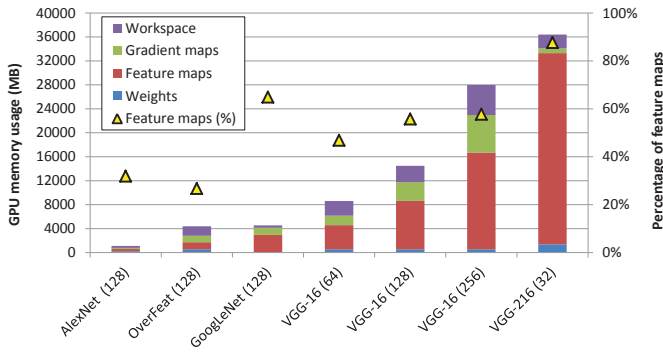 GPU memory usage (MB)
40000
36000
32000
28000
24000
20000
16000
12000
8000
4000
0
Workspace
Gradient maps
Feature maps
Weights
Feature maps (%)
100%
80%
60%
40%
20%
0%
Percentage of feature maps
AlexNet (128)
OverFeat (128)
GoogLeNet (128)
VGG-16 (64)
VGG-16 (128)
VGG-16 (256)
VGG-216 (32)